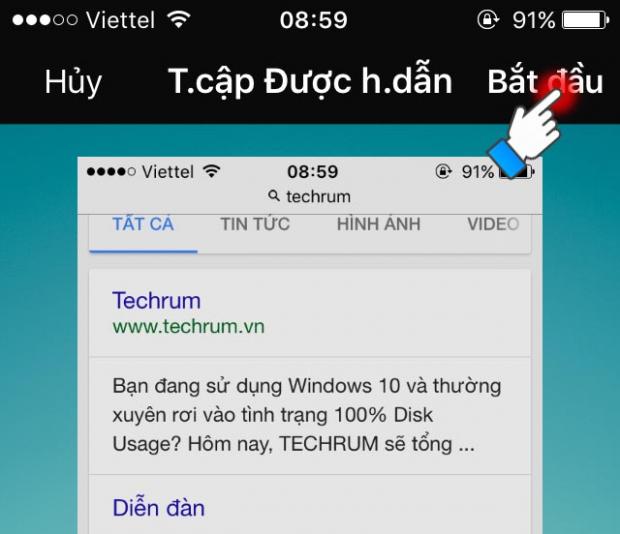 Viettel 08:59 91%
Hủy T.cập Được h.dẫn Bắt đầu
Viettel 08:59 91%
techrum
TẤT CẢ TIN TỨC HÌNH ẢNH VIDEO
Techrum
www.techrum.vn
Bạn đang sử dụng Windows 10 và thường
xuyên rơi vào tình trạng 100% Disk
Usage? Hôm nay, TECHRUM sẽ tổng ...
Diễn đàn